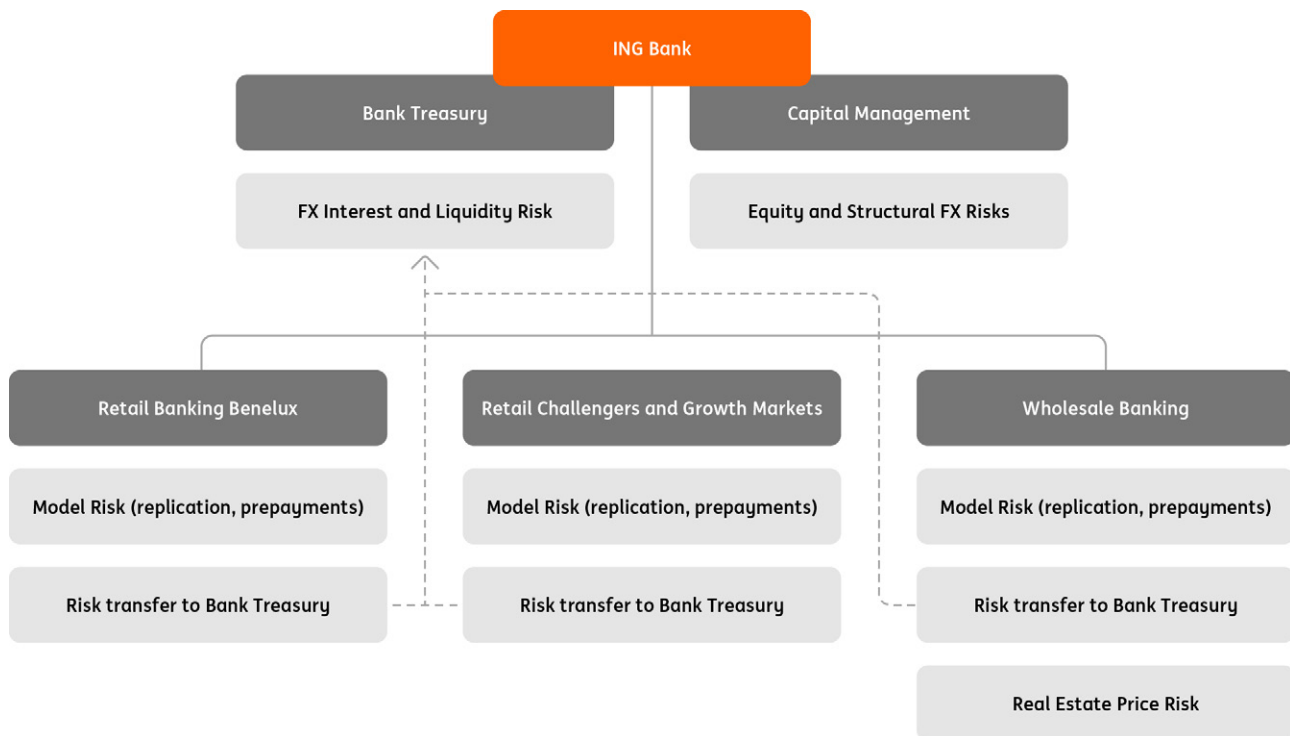 ING Bank
Bank Treasury
Capital Management
FX Interest and Liquidity Risk
Equity and Structural FX Risks
Retail Banking Benelux
Retail Challengers and Growth Markets
Wholesale Banking
Model Risk (replication, prepayments)
Model Risk (replication, prepayments)
Model Risk (replication, prepayments)
Risk transfer to Bank Treasury
Risk transfer to Bank Treasury
Risk transfer to Bank Treasury
Real Estate Price Risk